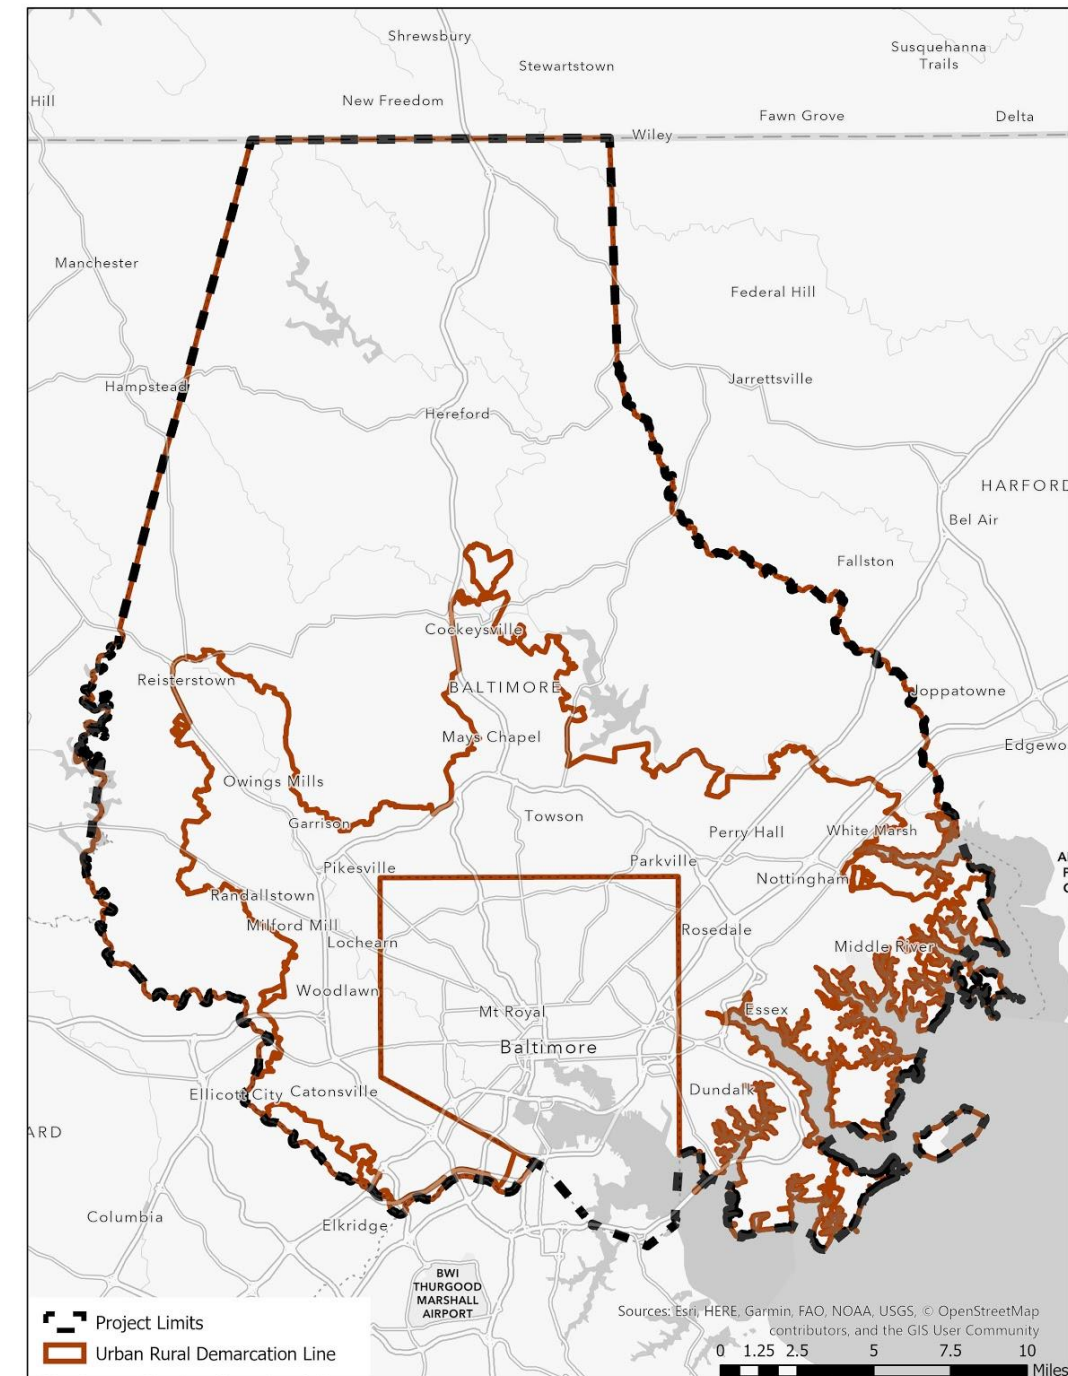 Shrewsbury
Susquehanna
Trails
Stewartstown
Hill
New Freedom
Fawn Grove
Delta
Wiley
Manchester
Federal Hill
Jarrettsville
Hampstead
Hereford
HARFORD
Bel Air
Fallston
Cockeysville
Reisterstown
BALTIMORE
Joppatowne
Mays Chapel
Edgewo
Owings Mills
Garrison
Towson
Perry Hall
White Marsh
Parkville
Pikesville
Nottingham
Randallstown
Milford Mill
Rosedale
Lochearn
Middle River
Woodlawn
Mt Royal
Essex
Baltimore
Dundalk
Ellicott City
Catonsville
ARD
Columbia
Elkridge
BWI
THURGOOD
MARSHALL
AIRPORT
Project Limits
Urban Rural Demarcation Line
Sources: Esri, HERE, Garmin, FAO, NOAA, USGS, © OpenStreetMap
contributors, and the GIS User Community
0 1.25 2.5 5 7.5 10
Miles